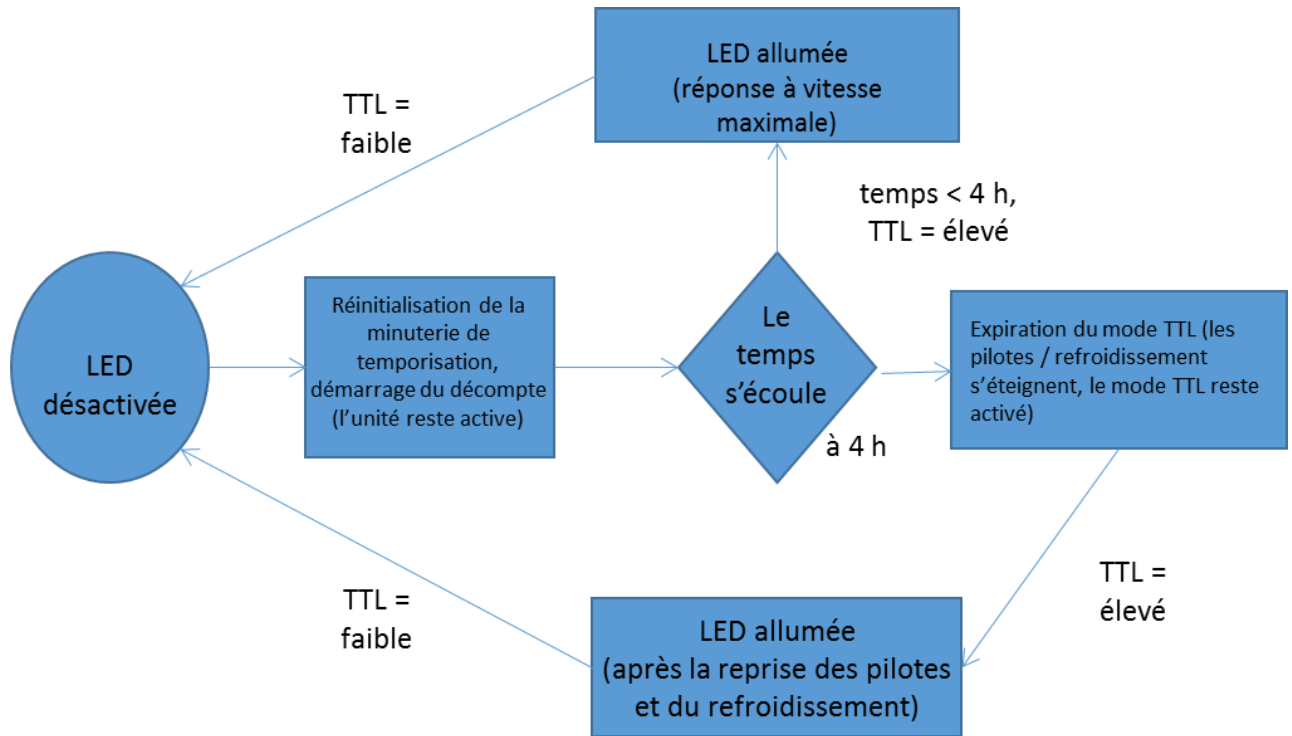 LED allumée
(réponse à vitesse
maximale)
TTL =
faible
temps < 4 h,
TTL = élevé
LED
désactivée
Réinitialisation de la
minuterie de
temporisation,
démarrage du décompte
(l’unité reste active)
Le
temps
s’écoule
à 4 h
Expiration du mode TTL (les
pilotes / refroidissement
s’éteignent, le mode TTL reste
activé)
TTL =
élevé
TTL =
faible
LED allumée
(après la reprise des pilotes
et du refroidissement)